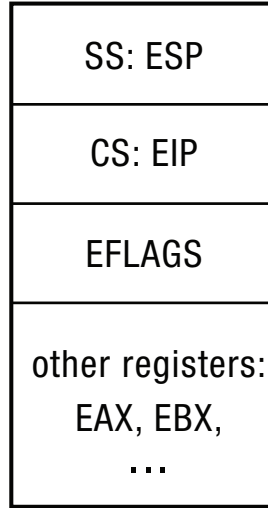 SS: ESP
CS: EIP
EFLAGS
other registers:
EAX, EBX,
...